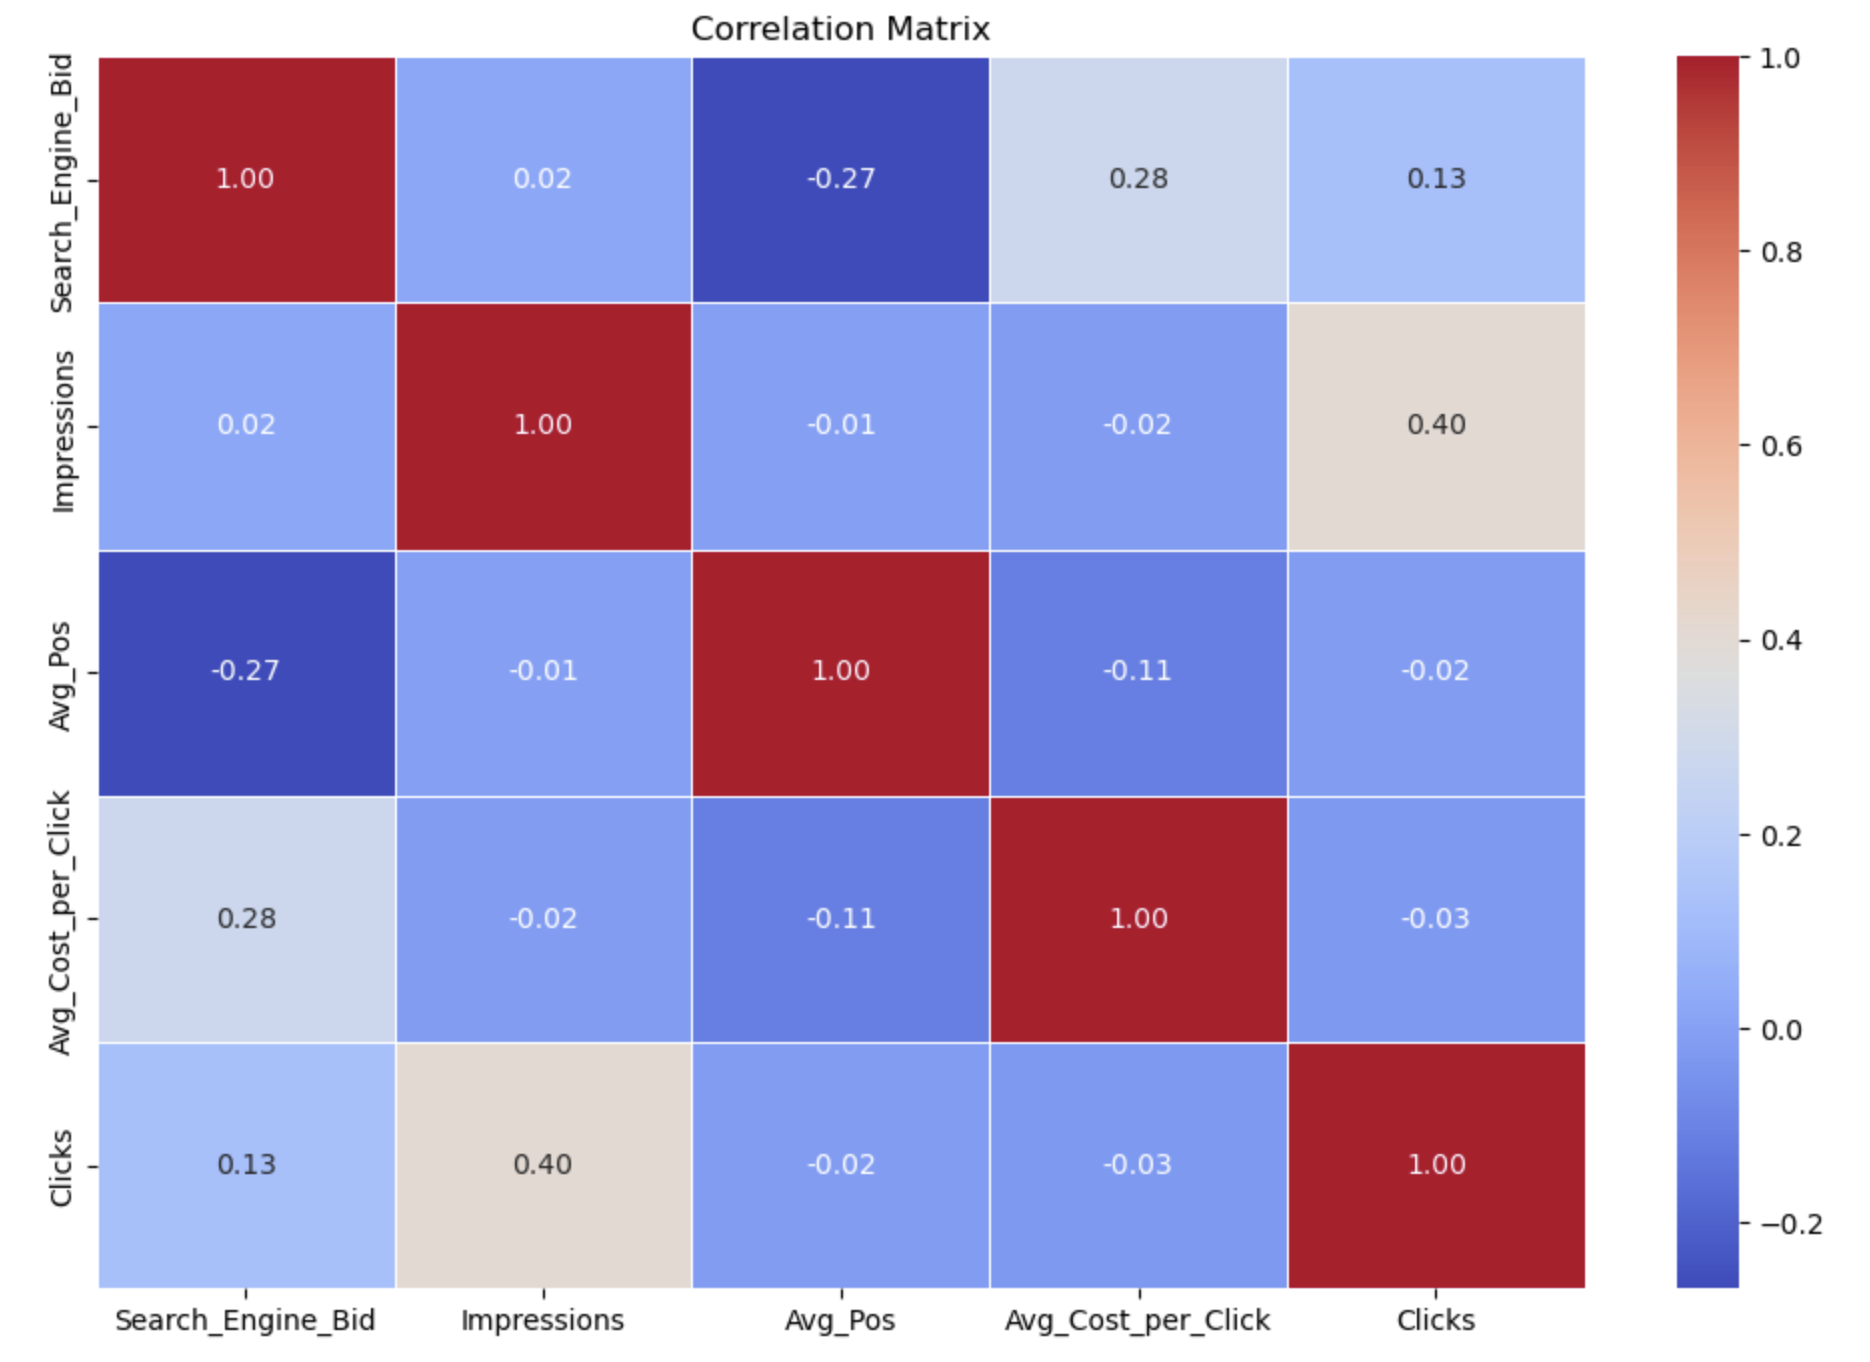 Correlation Matrix
Search_Engine_Bid
1.00 0.02 -0.27 0.28 0.13
Impressions
0.02 1.00 -0.01 -0.02 0.40
Avg_Pos
-0.27 -0.01 1.00 -0.11 -0.02
Avg_Cost_per_Click
0.28 -0.02 -0.11 1.00 -0.03
Clicks
0.13 0.40 -0.02 -0.03 1.00
Search_Engine_Bid Impressions Avg_Pos Avg_Cost_per_Click Clicks
1.0
0.8
0.6
0.4
0.2
0.0
−0.2